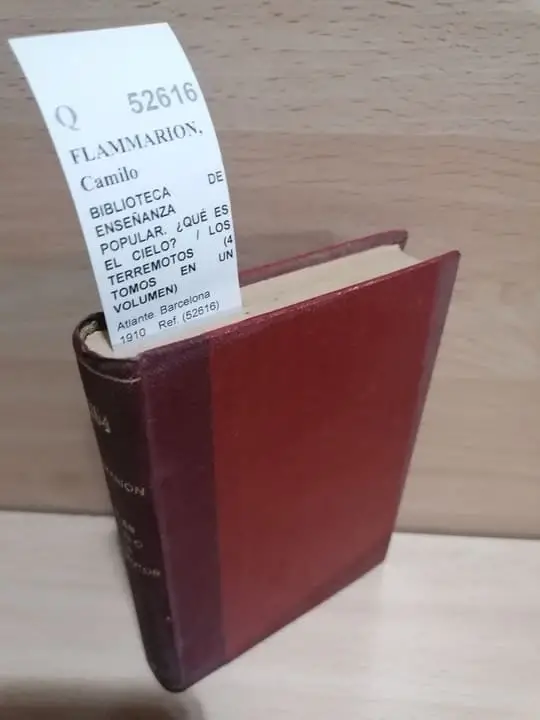 Q 52616
FLAMMARION,
Camilo
BIBLIOTECA DE
ENSEÑANZA
POPULAR. ¿QUÉ ES
EL CIELO? / LOS
TERREMOTOS (4
TOMOS EN UN
VOLUMEN)
Atlante. Barcelona
1910 Ref. (52616)